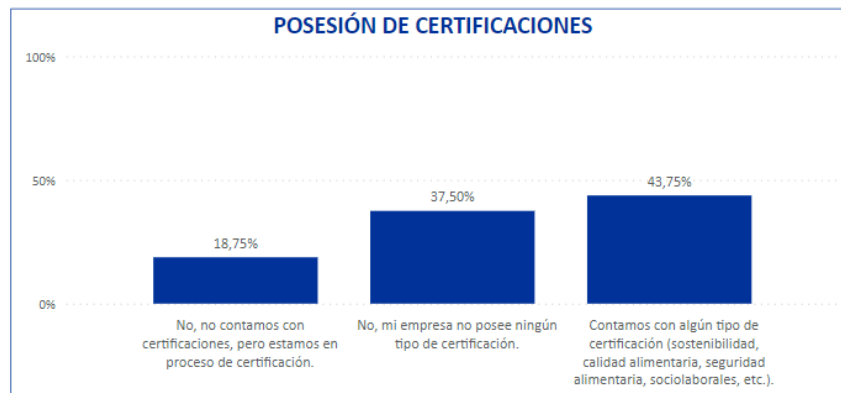 POSESIÓN DE CERTIFICACIONES
100%
50%
0%
18,75%
37,50%
43,75%
No, no contamos con
certificaciones, pero estamos en
proceso de certificación.
No, mi empresa no posee ningún
tipo de certificación.
Contamos con algún tipo de
certificación (sostenibilidad,
calidad alimentaria, seguridad
alimentaria, sociolaborales, etc.).